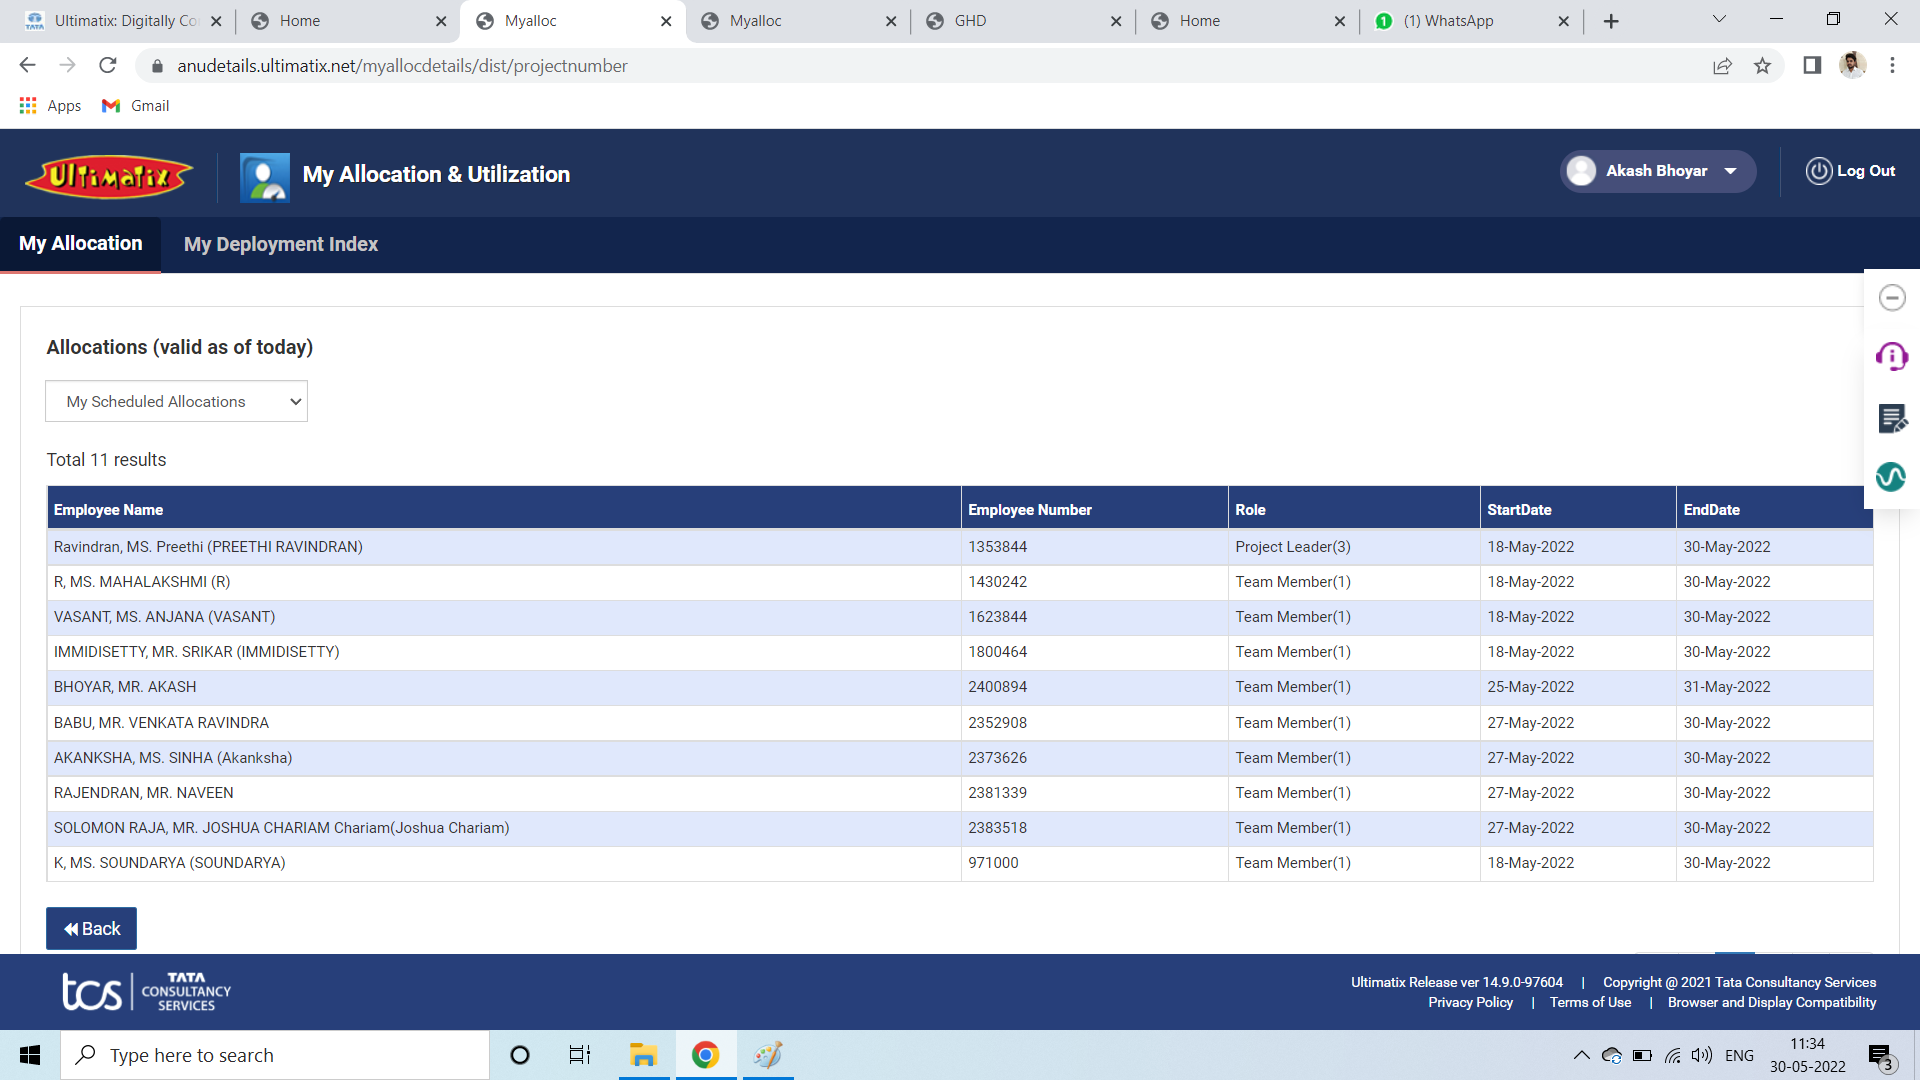 Ultimatix: Digitally Co
Home
Myalloc
Myalloc
GHD
Home
(1) WhatsApp
anudetails.ultimatix.net/myallocdetails/dist/projectnumber
Apps
Gmail
Ultimatix
My Allocation & Utilization
Akash Bhoyar
Log Out
My Allocation
My Deployment Index
Allocations (valid as of today)
My Scheduled Allocations
Total 11 results
Employee Name Employee Number Role StartDate EndDate
Ravindran, MS. Preethi (PREETHI RAVINDRAN) 1353844 Project Leader(3) 18-May-2022 30-May-2022
R, MS. MAHALAKSHMI (R) 1430242 Team Member(1) 18-May-2022 30-May-2022
VASANT, MS. ANJANA (VASANT) 1623844 Team Member(1) 18-May-2022 30-May-2022
IMMIDISETTY, MR. SRIKAR (IMMIDISETTY) 1800464 Team Member(1) 18-May-2022 30-May-2022
BHOYAR, MR. AKASH 2400894 Team Member(1) 25-May-2022 31-May-2022
BABU, MR. VENKATA RAVINDRA 2352908 Team Member(1) 27-May-2022 30-May-2022
AKANKSHA, MS. SINHA (Akanksha) 2373626 Team Member(1) 27-May-2022 30-May-2022
RAJENDRAN, MR. NAVEEN 2381339 Team Member(1) 27-May-2022 30-May-2022
SOLOMON RAJA, MR. JOSHUA CHARIAM Chariam(Joshua Chariam) 2383518 Team Member(1) 27-May-2022 30-May-2022
K, MS. SOUNDARYA (SOUNDARYA) 971000 Team Member(1) 18-May-2022 30-May-2022
Back
tcs TATA
CONSULTANCY
SERVICES
Ultimatix Release ver 14.9.0-97604 | Copyright @ 2021 Tata Consultancy Services
Privacy Policy | Terms of Use | Browser and Display Compatibility
Type here to search
ENG
11:34
30-05-2022
3